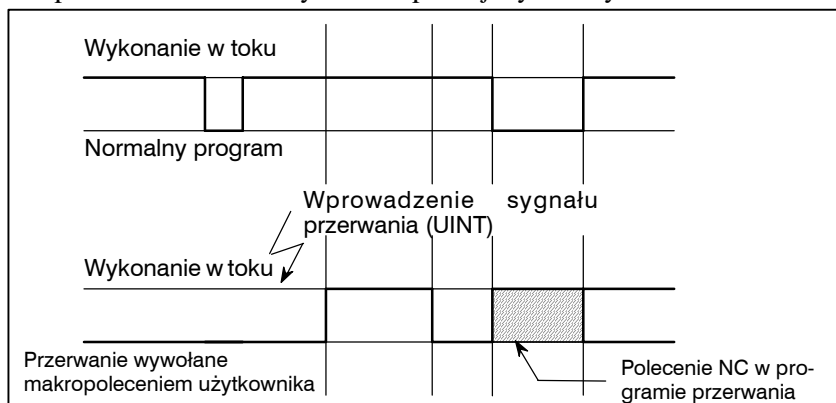 Wykonanie w toku
Normalny program
Wprowadzenie sygnału
przerwania (UINT)
Wykonanie w toku
Przerwanie wywołane
makropoleceniem użytkownika
Polecenie NC w pro-
gramie przerwania